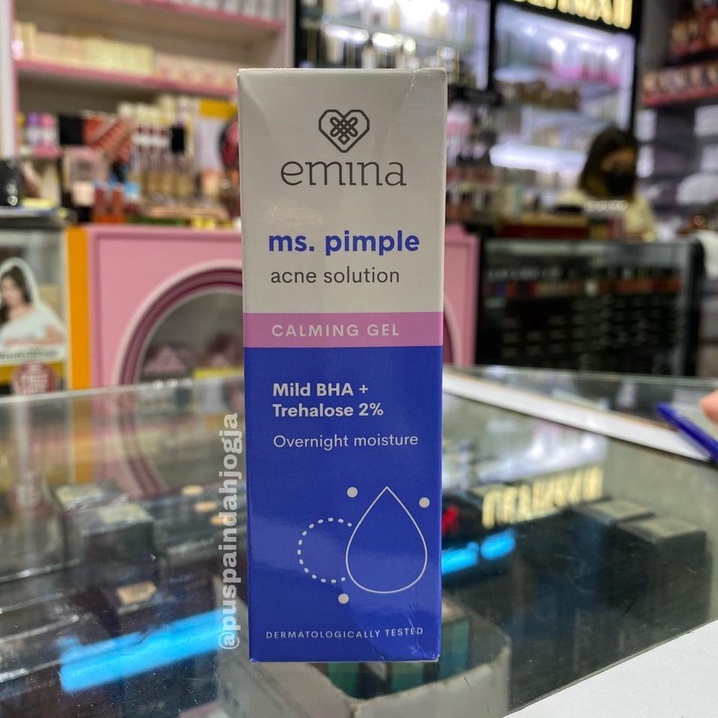 emina
ms. pimple
acne solution
CALMING GEL
Mild BHA +
Trehalose 2%
Overnight moisture
DERMATOLOGICALLY TESTED
@puspaindahjogja